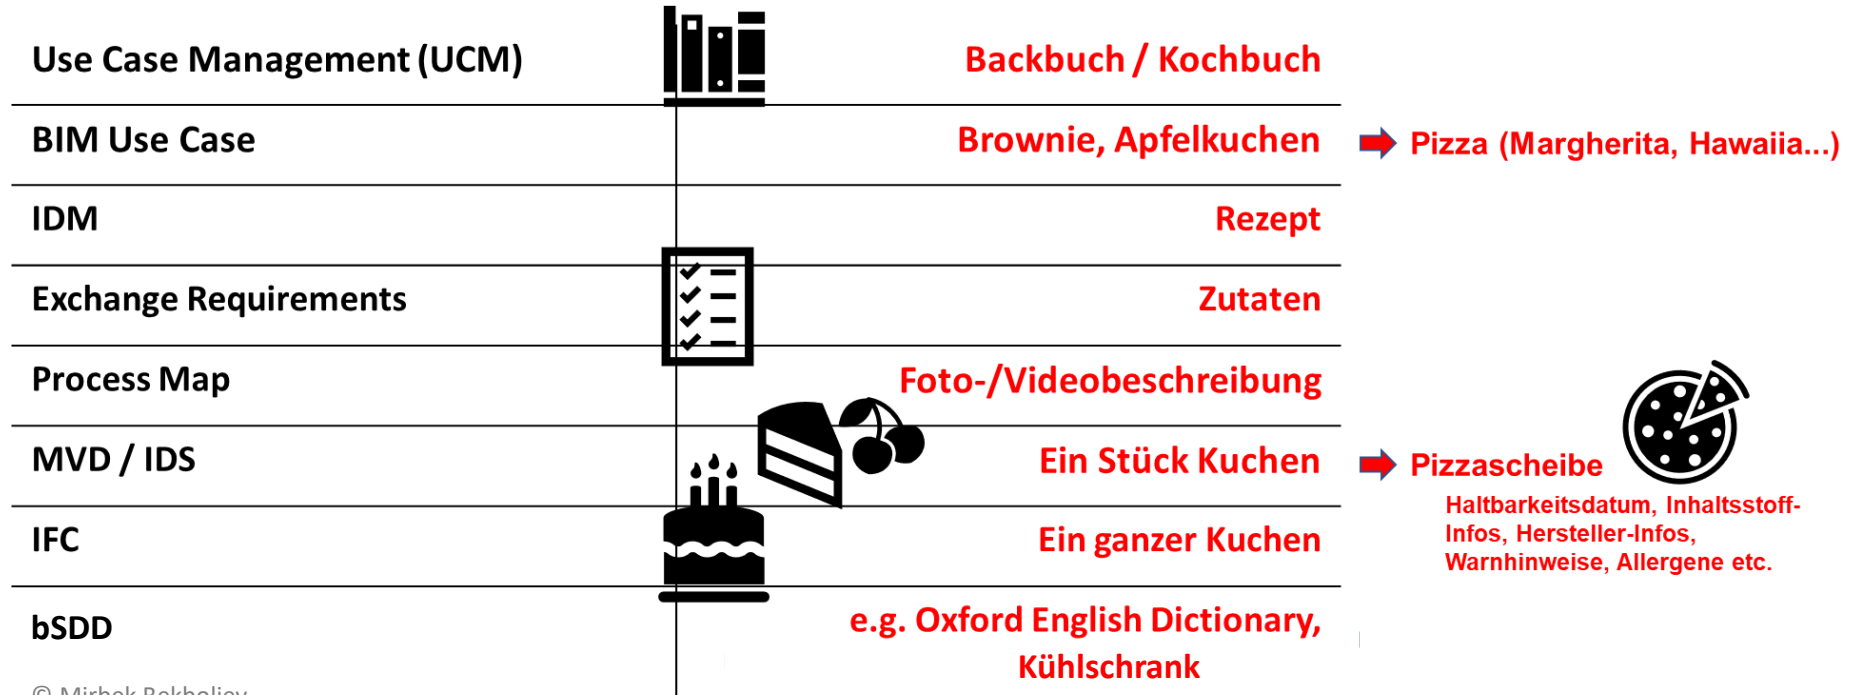 Use Case Management (UCM)
Backbuch / Kochbuch
BIM Use Case
Brownie, Apfelkuchen
Pizza (Margherita, Hawaiia...)
IDM
Rezept
Exchange Requirements
Zutaten
Process Map
Foto-/Videobeschreibung
MVD / IDS
Ein Stück Kuchen
Pizzascheibe
Haltbarkeitsdatum, Inhaltsstoff-
Infos, Hersteller-Infos,
Warnhinweise, Allergene etc.
IFC
Ein ganzer Kuchen
bSDD
e.g. Oxford English Dictionary,
Kühlschrank